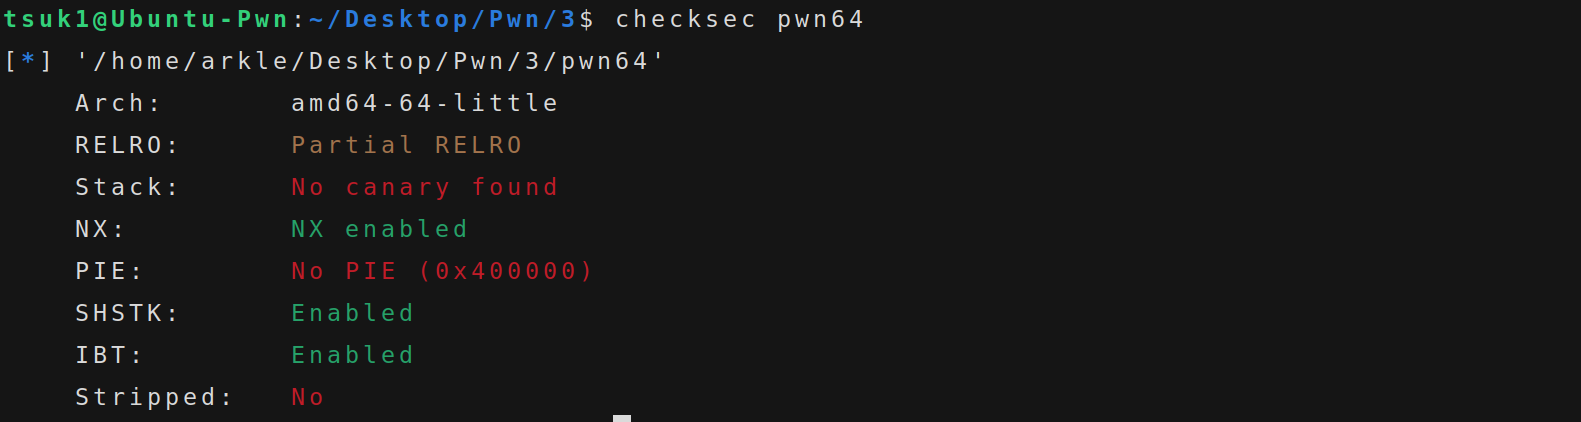 tsuk1@Ubuntu-Pwn:~/Desktop/Pwn/3$ checksec pwn64
[*] '/home/arkle/Desktop/Pwn/3/pwn64'
    Arch:       amd64-64-little
    RELRO:      Partial RELRO
    Stack:      No canary found
    NX:         NX enabled
    PIE:        No PIE (0x400000)
    SHSTK:      Enabled
    IBT:        Enabled
    Stripped:   No